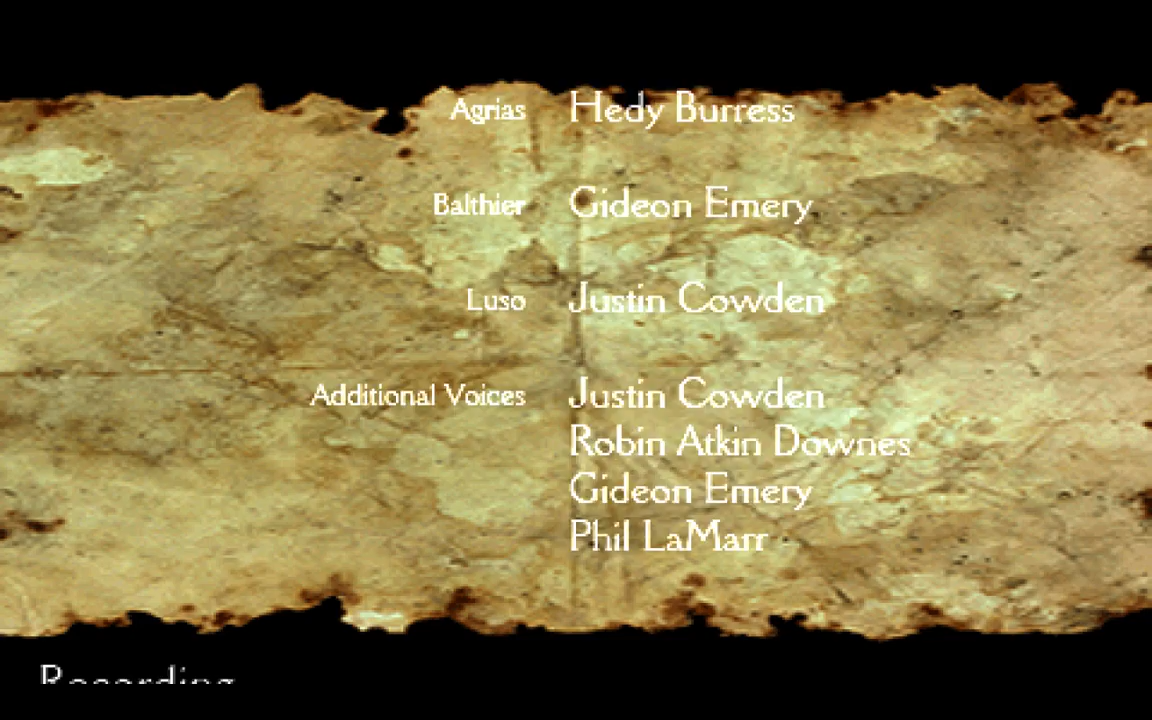 Agrias Hedy Burress
Balthier Gideon Emery
Luso Justin Cowden
Additional Voices Justin Cowden
Robin Atkin Downes
Gideon Emery
Phil LaMarr
Recording